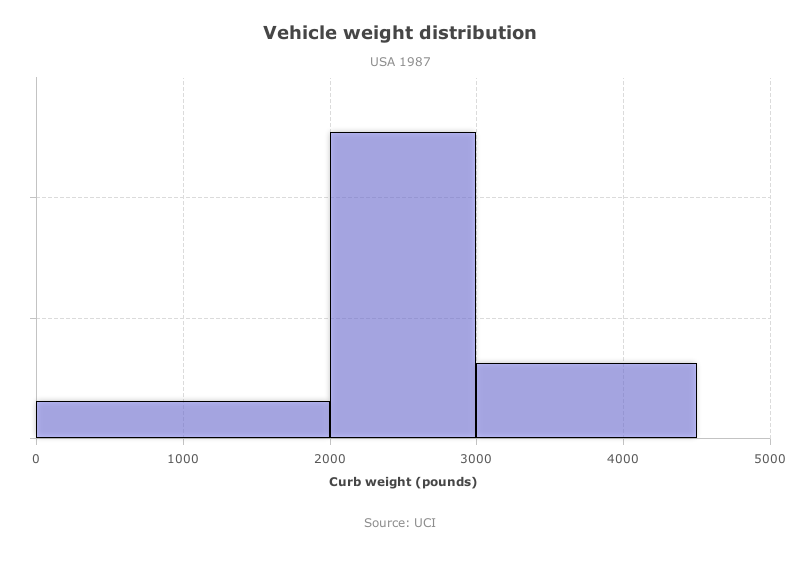 Vehicle weight distribution
USA 1987
0 1000 2000 3000 4000 5000
Curb weight (pounds)
Source: UCI